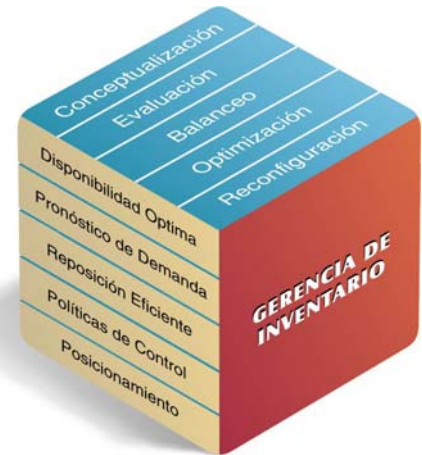 Conceptualización
Evaluación
Balanceo
Optimización
Reconfiguración
Disponibilidad Optima
Pronóstico de Demanda
Reposición Eficiente
Políticas de Control
Posicionamiento
GERENCIA DE
INVENTARIO